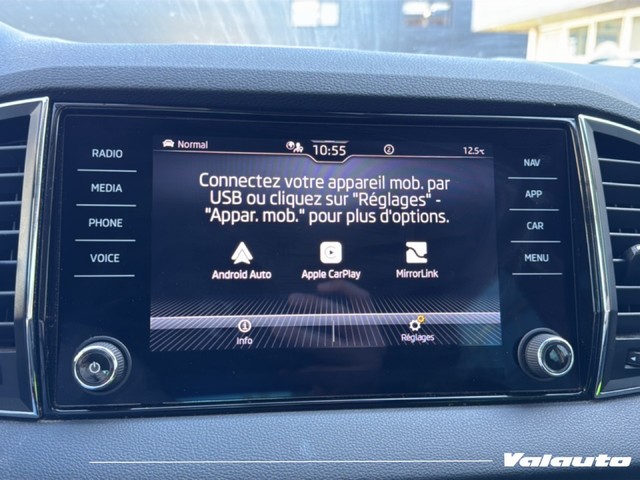 RADIO
MEDIA
PHONE
VOICE
Normal
10:55
2
12.5°C
Connectez votre appareil mob. par
USB ou cliquez sur "Réglages" -
"Appar. mob." pour plus d'options.
Android Auto
Apple CarPlay
MirrorLink
Info
Réglages
NAV
APP
CAR
MENU
Valauto